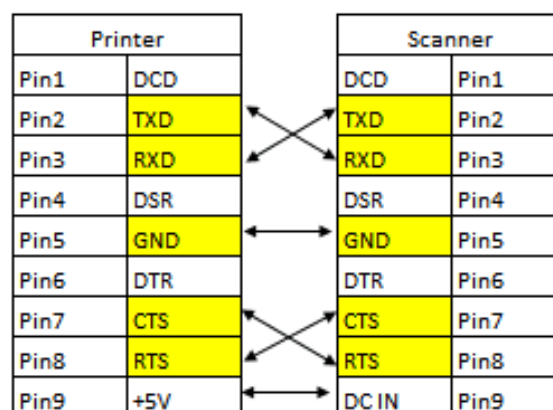 Printer Scanner
Pin1 DCD DCD Pin1
Pin2 TXD TXD Pin2
Pin3 RXD RXD Pin3
Pin4 DSR DSR Pin4
Pin5 GND GND Pin5
Pin6 DTR DTR Pin6
Pin7 CTS CTS Pin7
Pin8 RTS RTS Pin8
Pin9 +5V DC IN Pin9